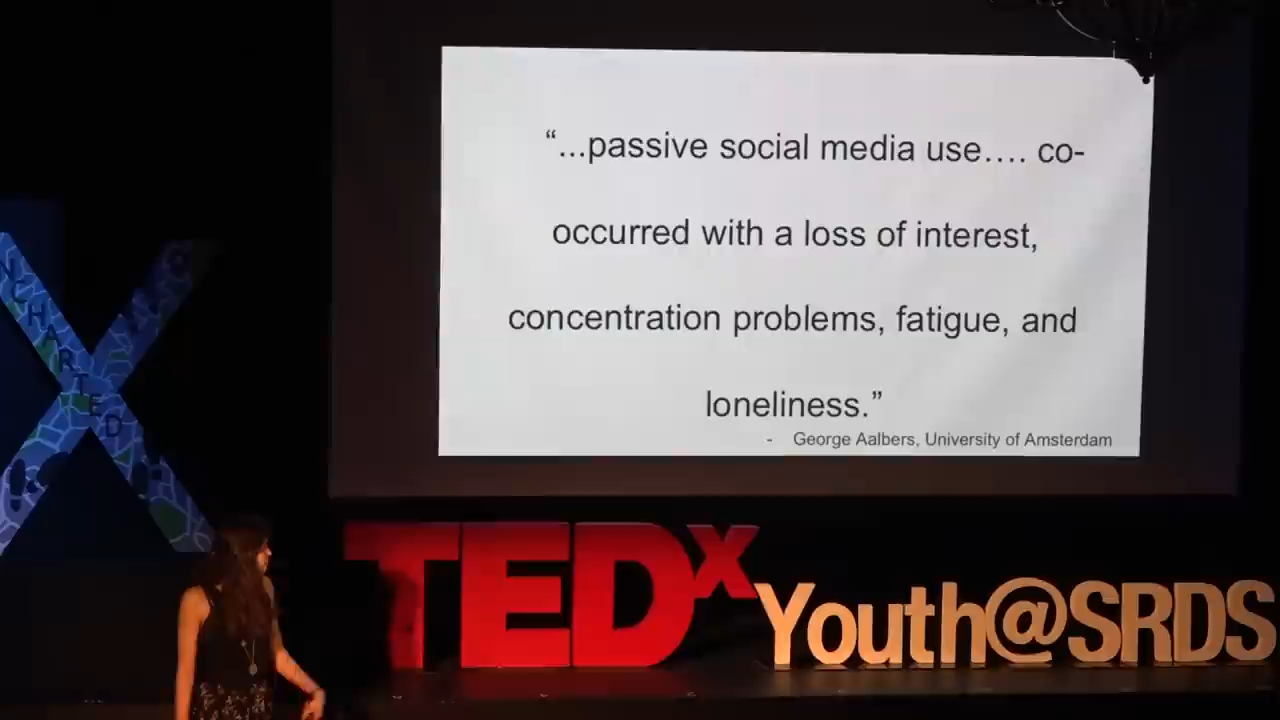 “...passive social media use.... co-
occurred with a loss of interest,
concentration problems, fatigue, and
loneliness.”
- George Aalbers, University of Amsterdam
NCHARTED
TEDx
Youth@SRDS